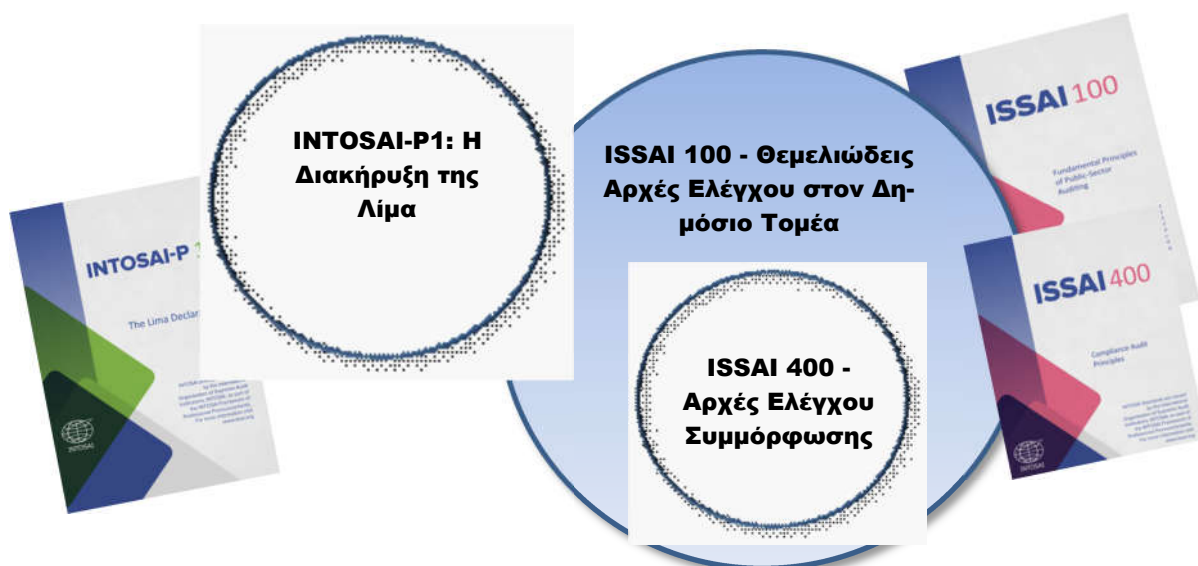 INTOSAI-P1: Η
Διακήρυξη της
Λίμα
ISSAI 100 - Θεμελιώδεις
Αρχές Ελέγχου στον Δη-
μόσιο Τομέα
ISSAI 400 -
Αρχές Ελέγχου
Συμμόρφωσης
INTOSAI-P
The Lima Declar
INTOSAI
ISSAI 100
Fundamental Principles
of Public-Sector
Auditing
ISSAI 400
Compliance Audit
Principles
INTOSAI